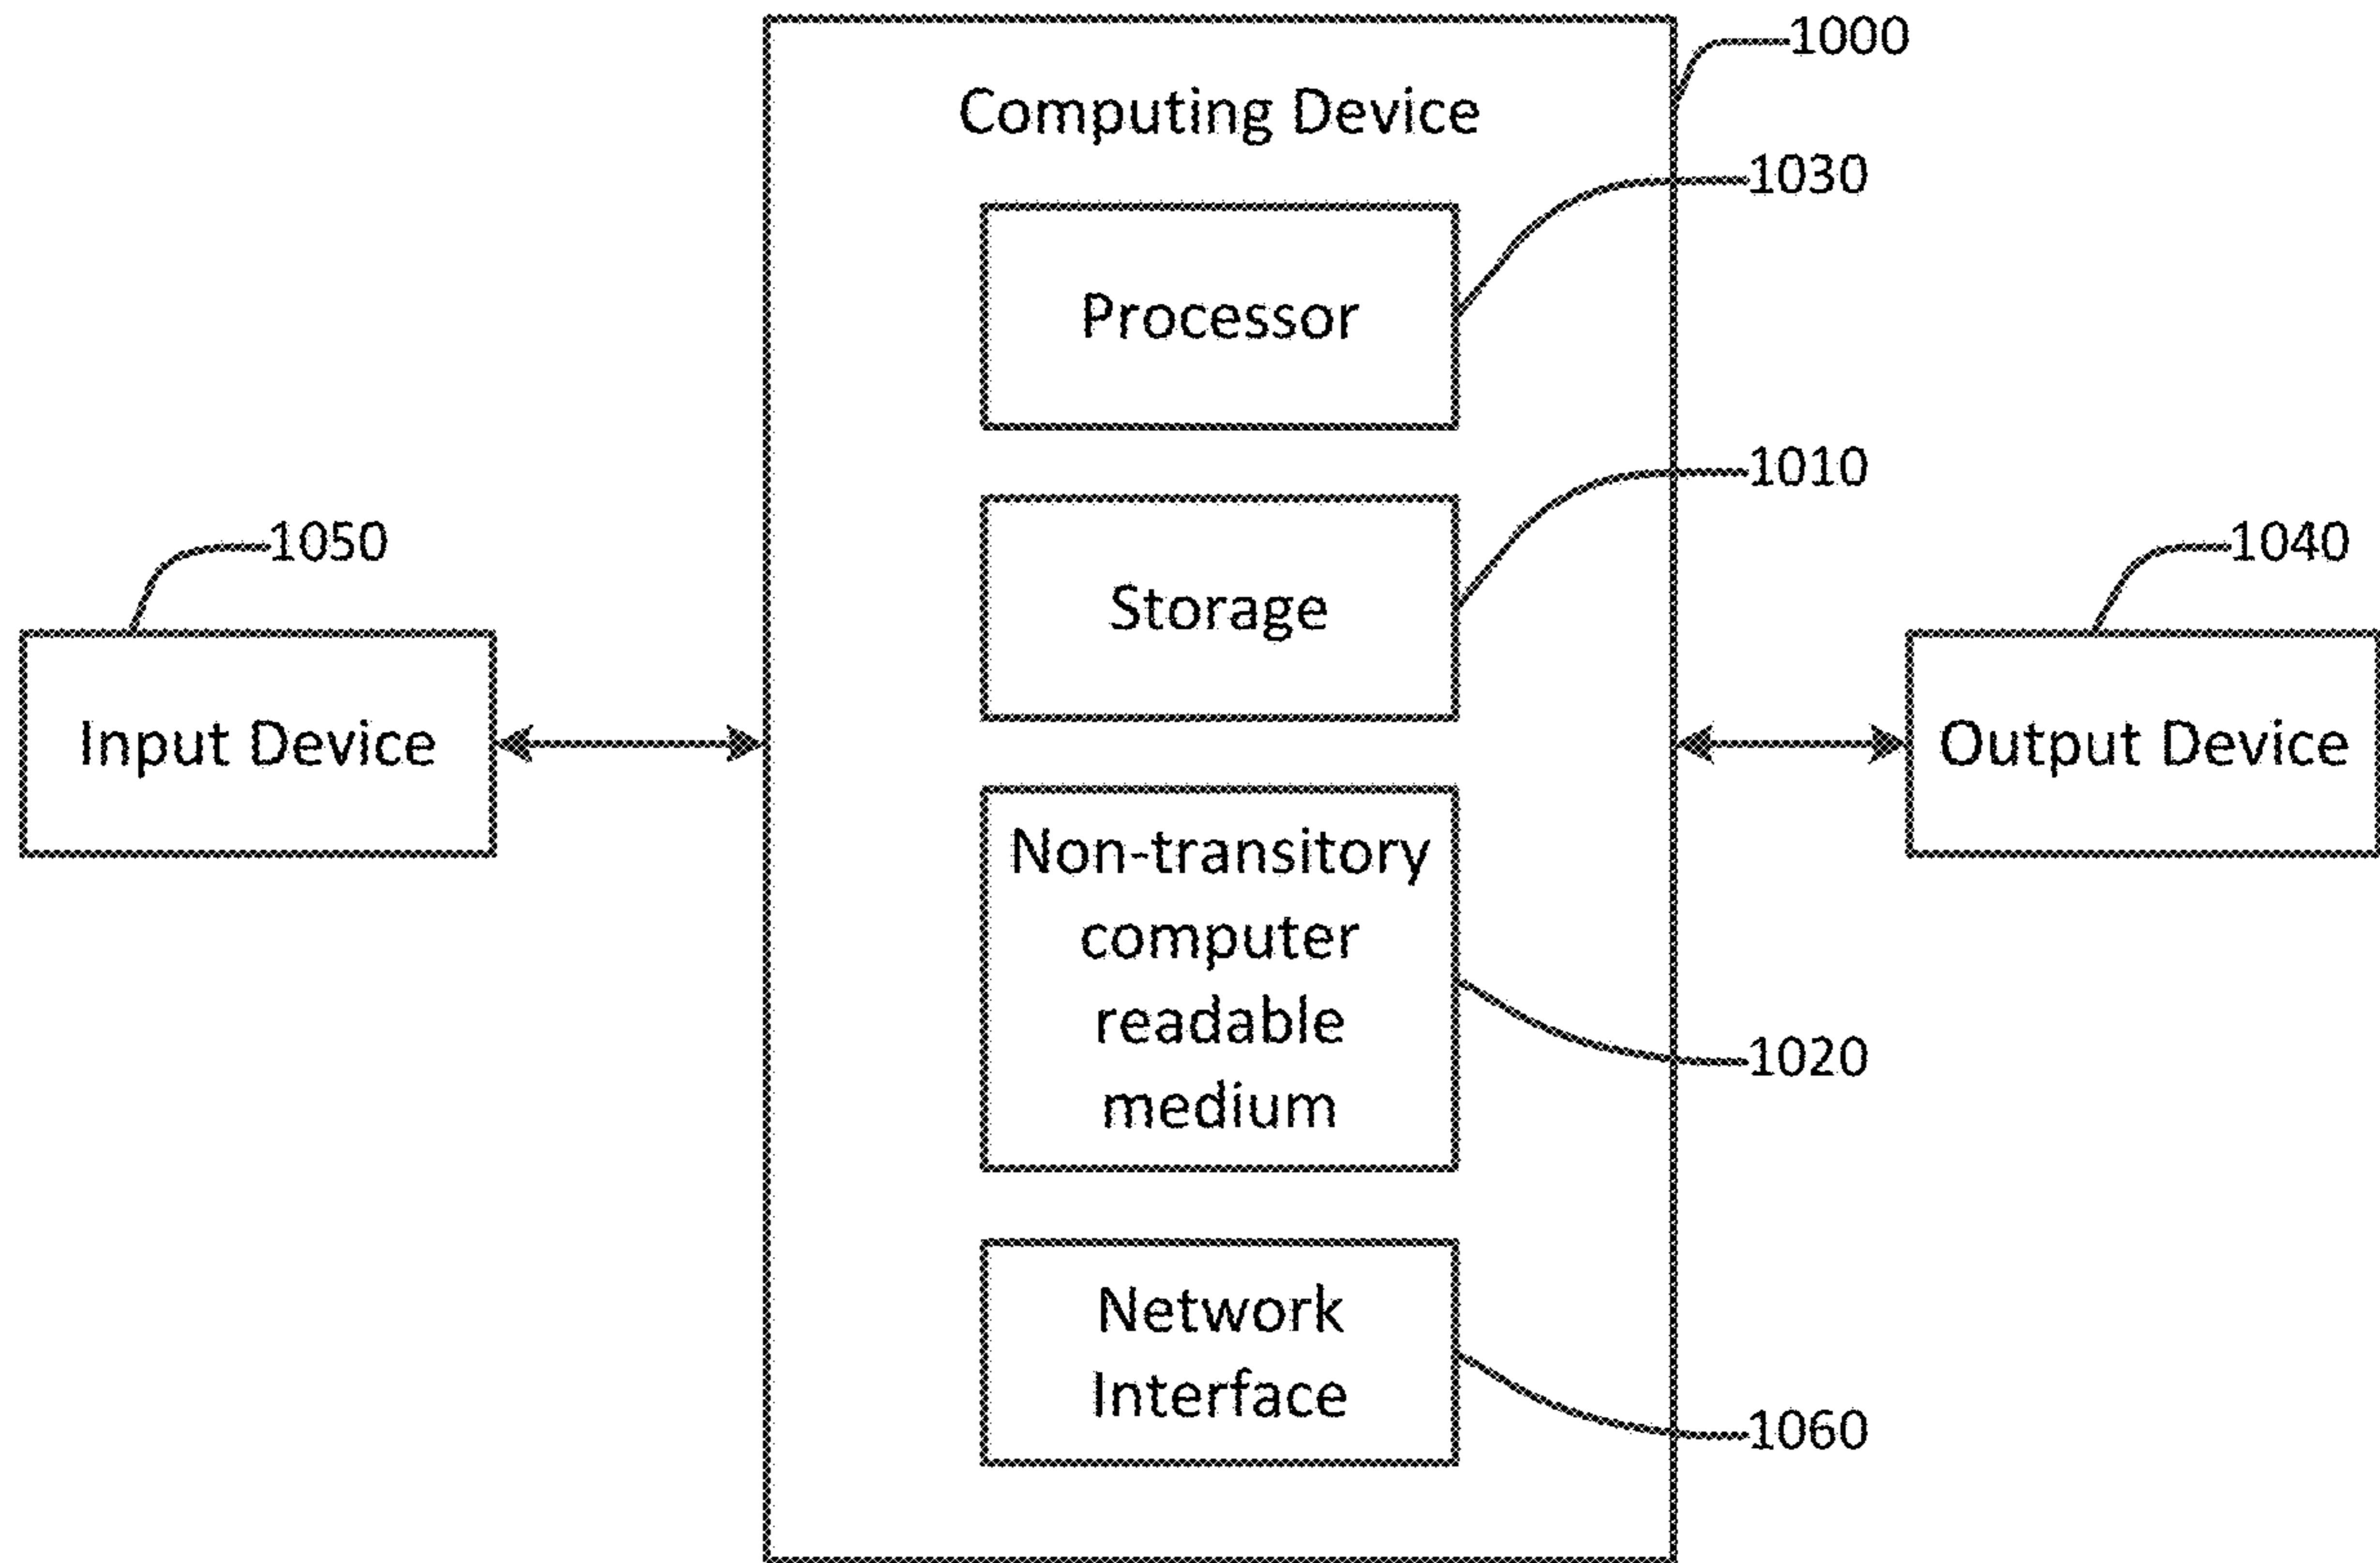 1000
Computing Device
1030
Processor
1010
Storage
1050
1040
Input Device
Output Device
Non-transitory
computer
readable
medium
1020
Network
Interface
1060